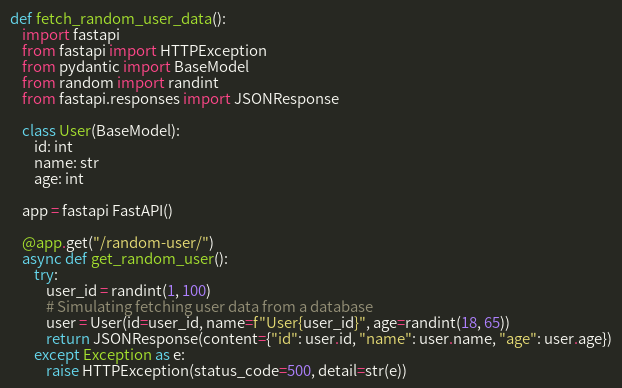 def fetch_random_user_data():
    import fastapi
    from fastapi import HTTPException
    from pydantic import BaseModel
    from random import randint
    from fastapi.responses import JSONResponse

    class User(BaseModel):
        id: int
        name: str
        age: int

    app = fastapi FastAPI()

    @app.get("/random-user/")
    async def get_random_user():
        try:
            user_id = randint(1, 100)
            # Simulating fetching user data from a database
            user = User(id=user_id, name=f"User{user_id}", age=randint(18, 65))
            return JSONResponse(content={"id": user.id, "name": user.name, "age": user.age})
        except Exception as e:
            raise HTTPException(status_code=500, detail=str(e))